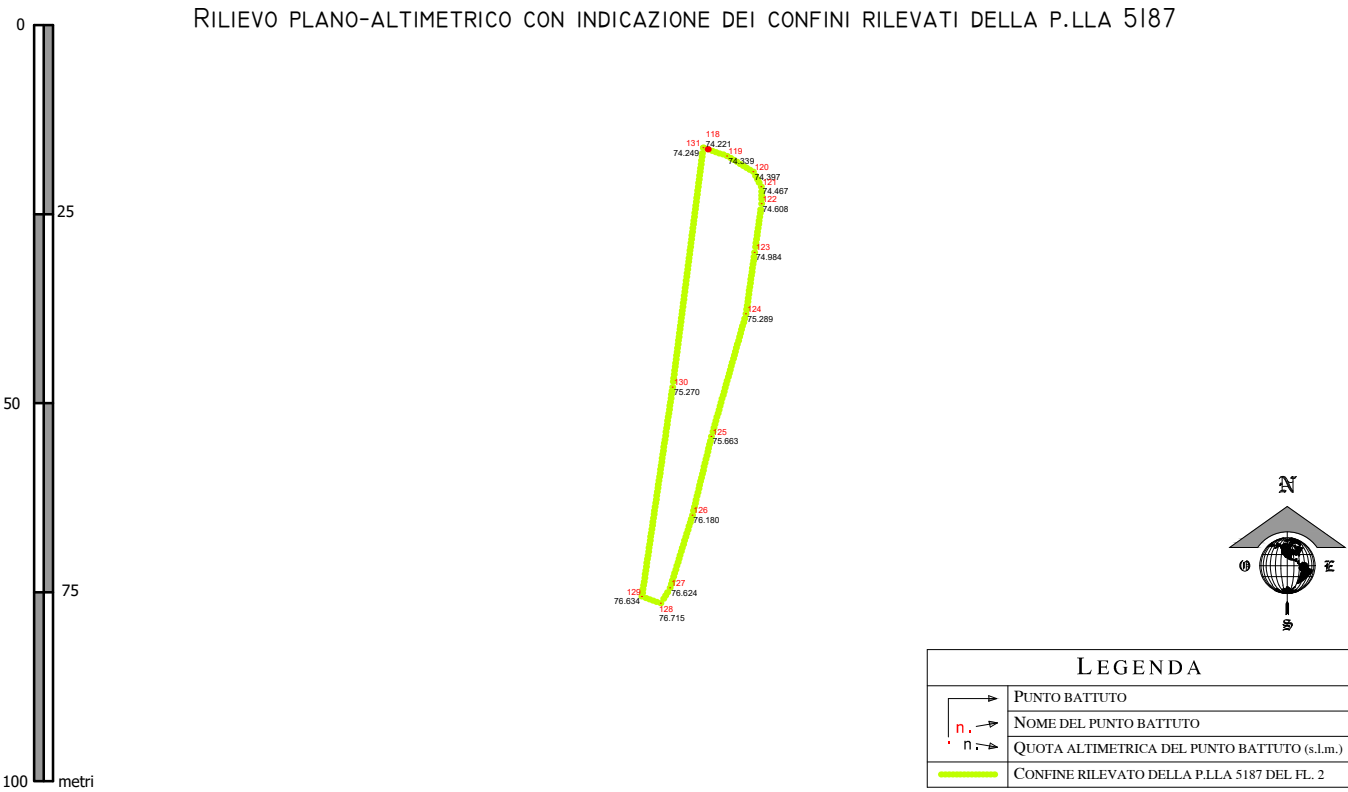 RILIEVO PLANO-ALTIMETRICO CON INDICAZIONE DEI CONFINI RILEVATI DELLA P.LLA 5187
0
25
50
75
100 metri
118
74.221
131
74.249
119
74.339
120
74.397
121
74.467
122
74.608
123
74.984
124
75.289
130
75.270
125
75.663
126
76.180
127
76.624
129
76.634
128
76.715
N
O
E
S
LEGENDA
PUNTO BATTUTO
n. NOME DEL PUNTO BATTUTO
n. QUOTA ALTIMETRICA DEL PUNTO BATTUTO (s.l.m.)
CONFINE RILEVATO DELLA P.LLA 5187 DEL FL. 2